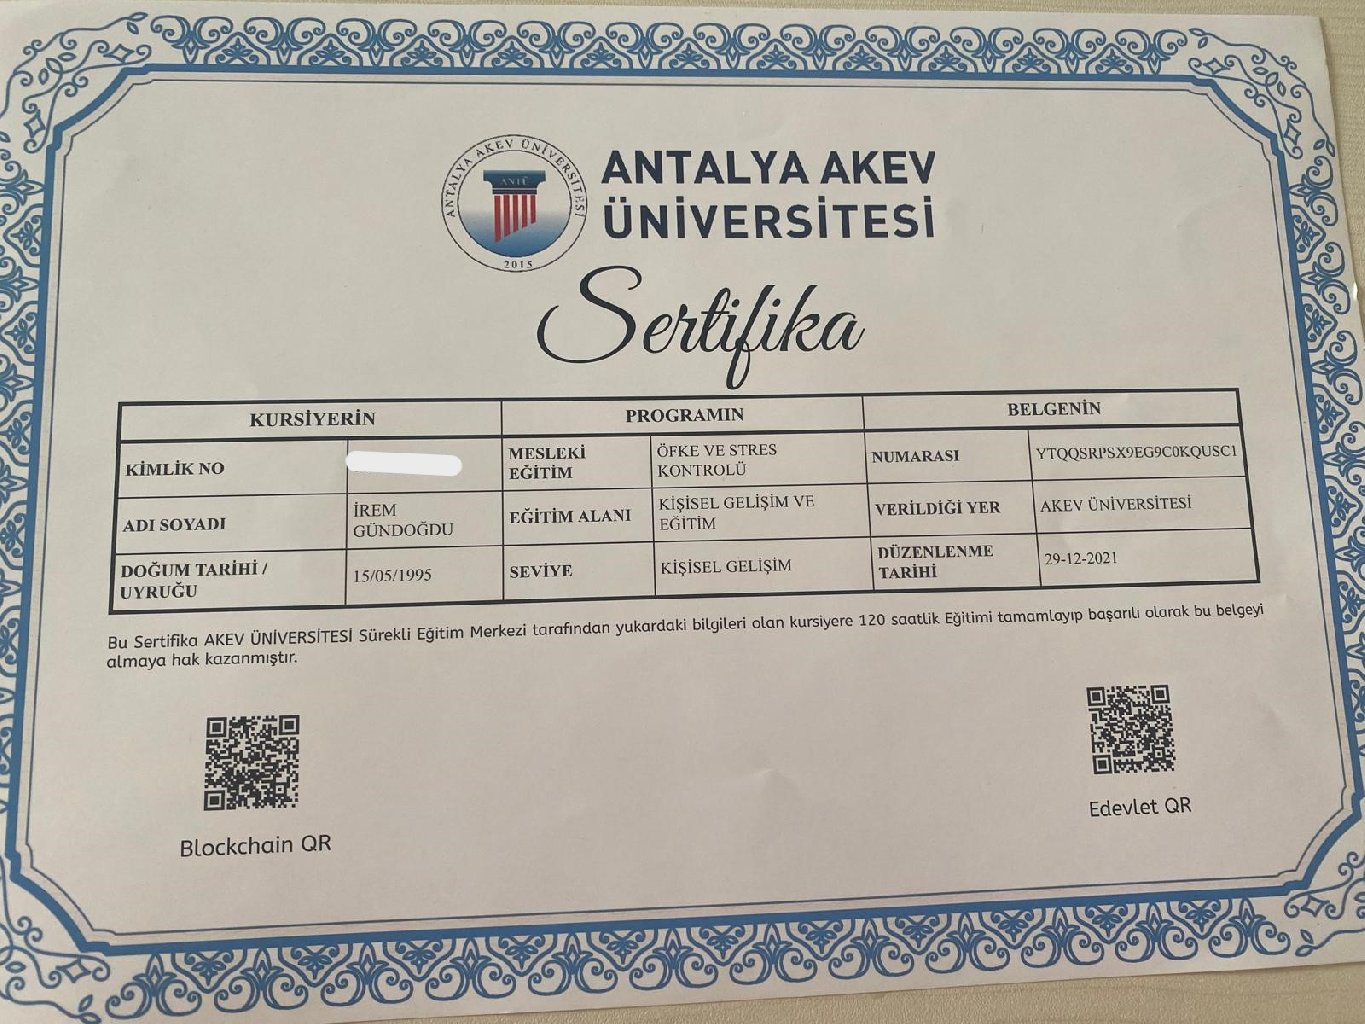 ANTALYA AKEV ÜNİVERSİTESİ
ANTÜ
2015
ANTALYA AKEV
ÜNİVERSİTESİ
Sertifika
KURSİYERİN
PROGRAMIN
BELGENİN
KİMLİK NO
MESLEKİ
EĞİTİM
ÖFKE VE STRES
KONTROLÜ
NUMARASI
YTQQSRPSX9EG9C0KQUSC1
ADI SOYADI
İREM
GÜNDOĞDU
EĞİTİM ALANI
KİŞİSEL GELİŞİM VE
EĞİTİM
VERİLDİĞİ YER
AKEV ÜNİVERSİTESİ
DOĞUM TARİHİ /
UYRUĞU
15/05/1995
SEVİYE
KİŞİSEL GELİŞİM
DÜZENLENME
TARİHİ
29-12-2021
Bu Sertifika AKEV ÜNİVERSİTESİ Sürekli Eğitim Merkezi tarafından yukardaki bilgileri olan kursiyere 120 saatlik Eğitimi tamamlayıp başarılı olarak bu belgeyi
almaya hak kazanmıştır.
Blockchain QR
Edevlet QR